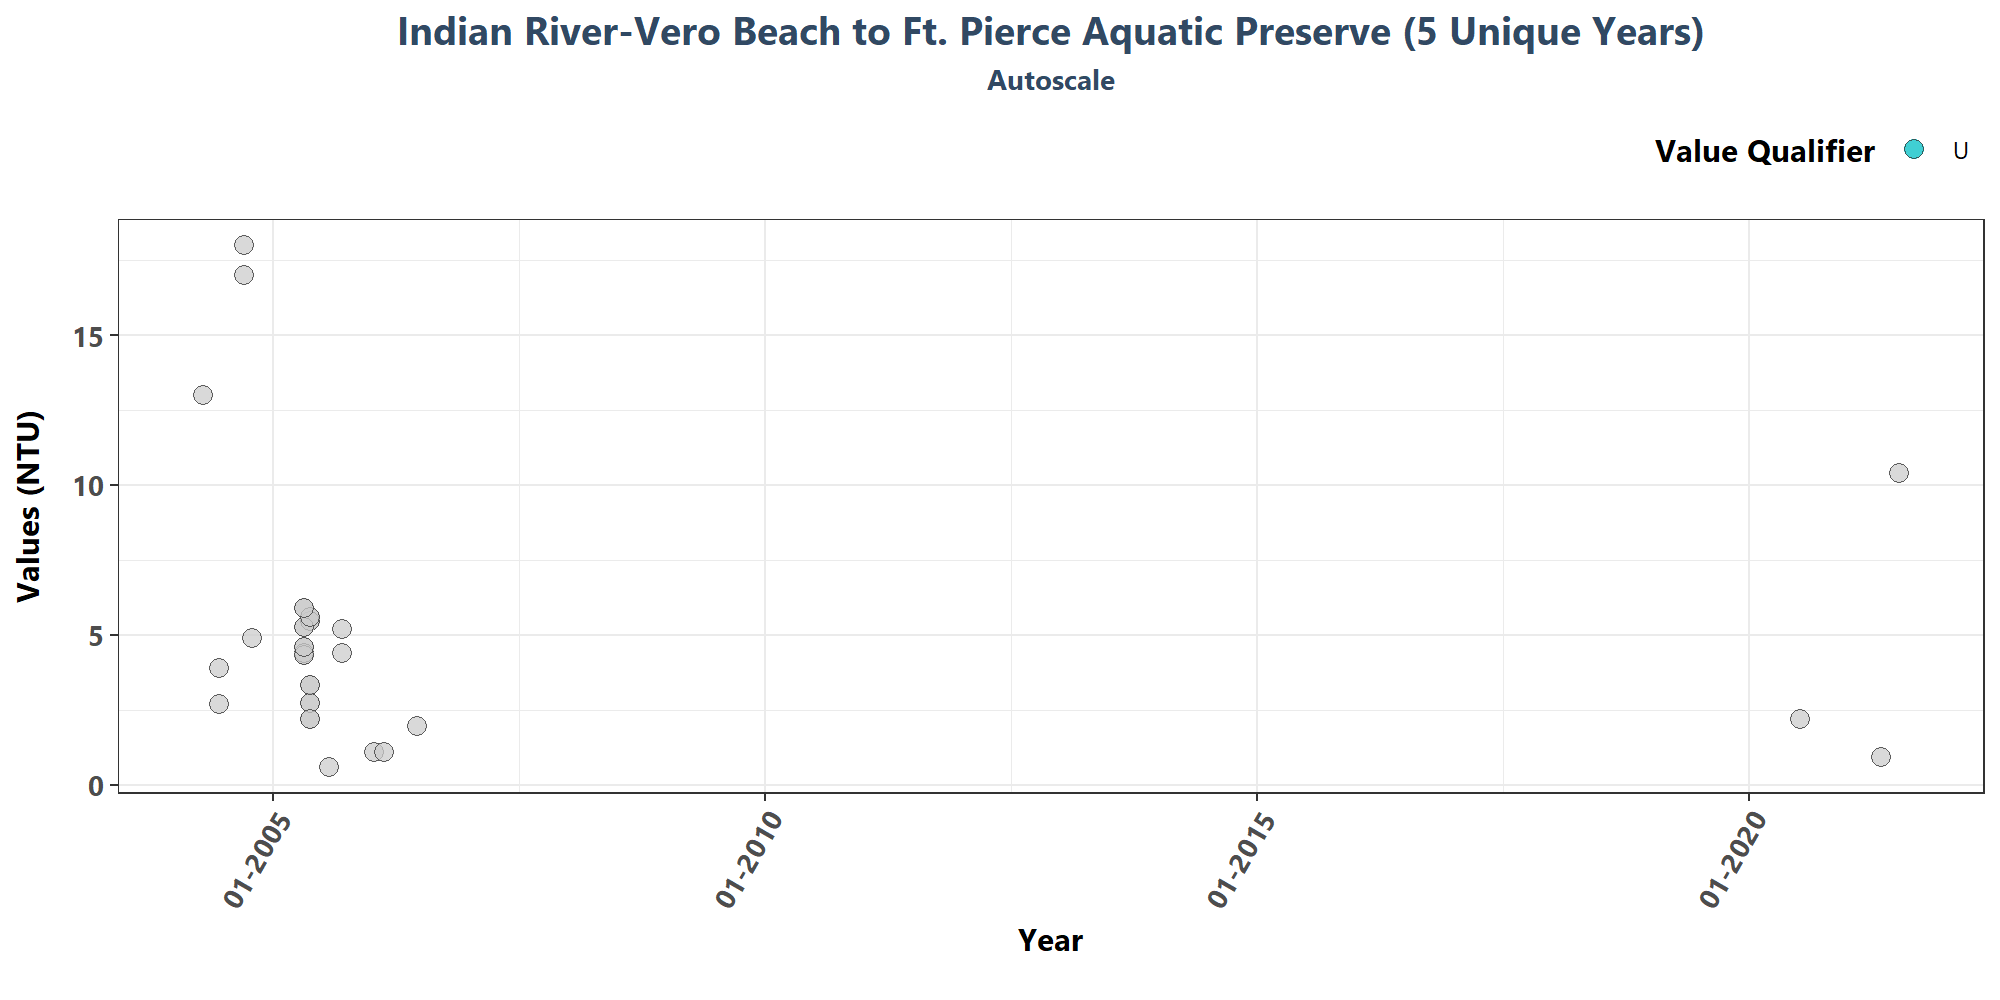 Indian River-Vero Beach to Ft. Pierce Aquatic Preserve (5 Unique Years)
Autoscale
Value Qualifier U
Values (NTU)
15
10
5
0
01-2005
01-2010
01-2015
01-2020
Year